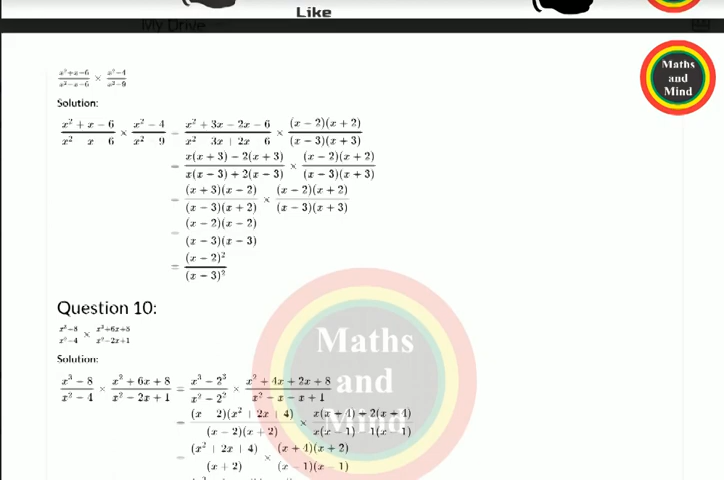 Like
My Drive
Maths
and
Mind
x²+x−6/x²−x−6 × x²−4/x²−9
Solution:
x² + x − 6/x² x 6 × x² − 4/x² 9 = x² + 3x − 2x − 6/x² 3x + 2x 6 × (x − 2)(x + 2)/(x − 3)(x + 3)
= x(x + 3) − 2(x + 3)/x(x − 3) + 2(x − 3) × (x − 2)(x + 2)/(x − 3)(x + 3)
= (x + 3)(x − 2)/(x − 3)(x + 2) × (x − 2)(x + 2)/(x − 3)(x + 3)
= (x − 2)(x − 2)/(x − 3)(x − 3)
= (x − 2)²/(x − 3)²
Question 10:
x³−8/x²−4 × x²+6x+8/x²−2x+1
Solution:
x³ − 8/x² − 4 × x² + 6x + 8/x² − 2x + 1 = x³ − 2³/x² − 2² × x² + 4x + 2x + 8/x² − x − x + 1
= (x 2)(x² + 2x + 4)/(x − 2)(x + 2) × x(x + 4) + 2(x + 4)/x(x 1) 1(x 1)
= (x² + 2x + 4)/(x + 2) × (x + 4)(x + 2)/(x − 1)(x 1)
Maths
and
Mind